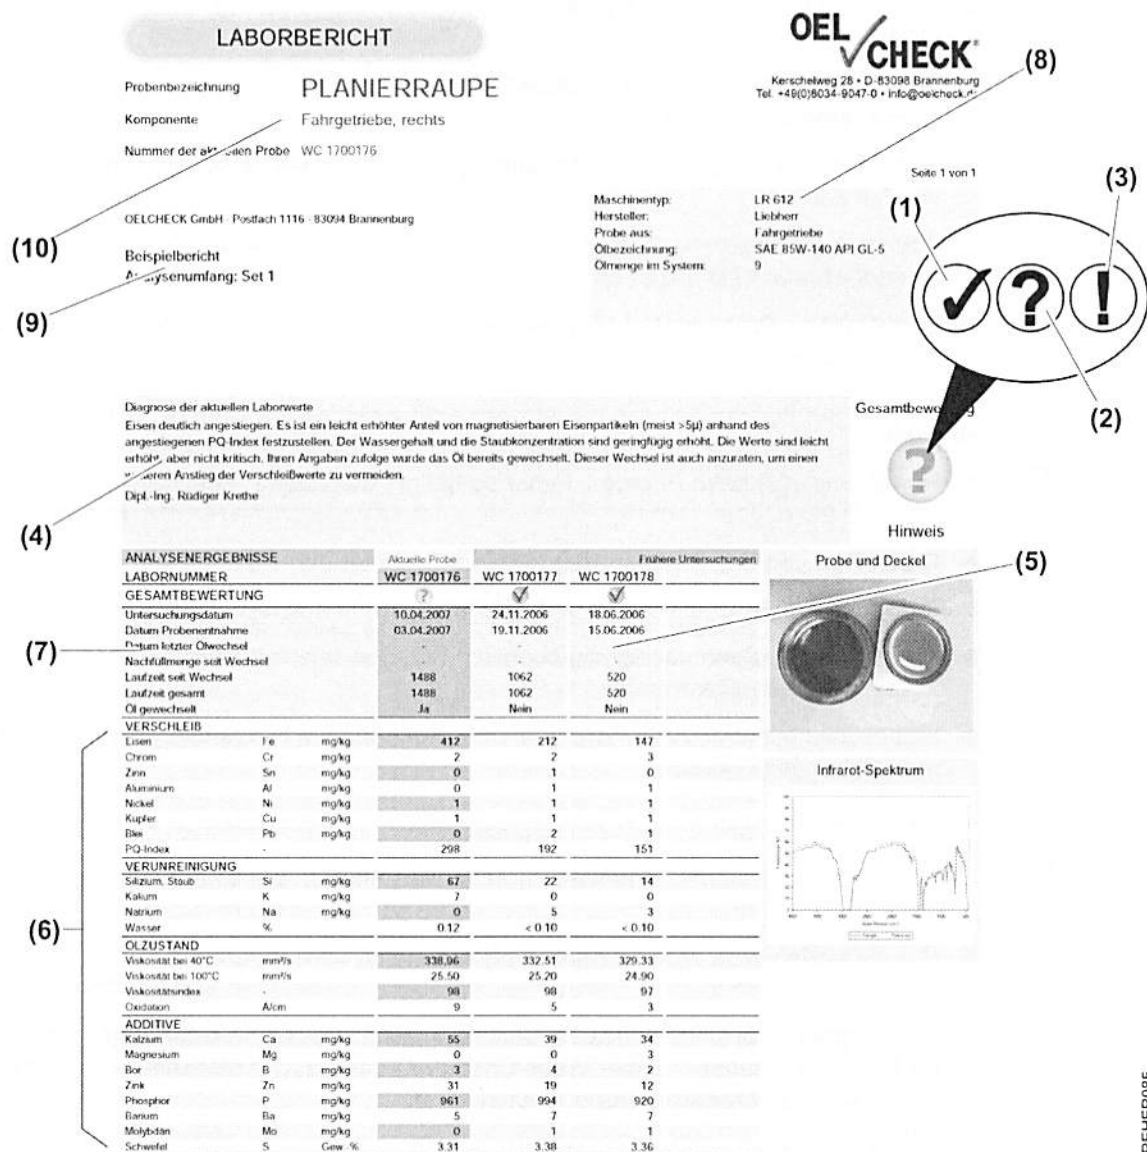 LABORBERICHT
OEL
CHECK
Kerschelweg 28 • D-83098 Brannenburg
Tel. +49(0)8034-9047-0 • info@oelcheck.de
(8)
Probenbezeichnung PLANIERRAUPE
Komponente Fahrgetriebe, rechts
Nummer der aktuellen Probe WC 1700176
Seite 1 von 1
(3)
(1)
Maschinentyp: LR 612
Hersteller: Liebherr
Probe aus: Fahrgetriebe
Ölbezeichnung: SAE 85W-140 API GL-5
Ölmenge im System: 9
OELCHECK GmbH - Postfach 1116 - 83094 Brannenburg
(10)
Beispielbericht
Analysenumfang: Set 1
(9)
? !
(2)
Diagnose der aktuellen Laborwerte
Eisen deutlich angestiegen. Es ist ein leicht erhöhter Anteil von magnetisierbaren Eisenpartikeln (meist >5µ) anhand des
angestiegenen PQ-Index festzustellen. Der Wassergehalt und die Staubkonzentration sind geringfügig erhöht. Die Werte sind leicht
erhöht, aber nicht kritisch. Ihren Angaben zufolge wurde das Öl bereits gewechselt. Dieser Wechsel ist auch anzuraten, um einen
weiteren Anstieg der Verschleißwerte zu vermeiden.
Dipl.-Ing. Rüdiger Krethe
(4)
Gesamtbewertung
?
Hinweis
ANALYSENERGEBNISSE Aktuelle Probe Frühere Untersuchungen
LABORNUMMER WC 1700176 WC 1700177 WC 1700178
GESAMTBEWERTUNG ?
Untersuchungsdatum 10.04.2007 24.11.2006 18.06.2006
Datum Probenentnahme 03.04.2007 19.11.2006 15.06.2006
Datum letzter Ölwechsel - -
Nachfüllmenge seit Wechsel - -
Laufzeit seit Wechsel 1488 1062 520
Laufzeit gesamt 1488 1062 520
Öl gewechselt Ja Nein Nein
(7)
VERSCHLEIß
Eisen Fe mg/kg 412 212 147
Chrom Cr mg/kg 2 2 3
Zinn Sn mg/kg 0 1 0
Aluminium Al mg/kg 0 1 1
Nickel Ni mg/kg 1 1 1
Kupfer Cu mg/kg 1 1 1
Blei Pb mg/kg 0 2 1
PQ-Index - 298 192 151
VERUNREINIGUNG
Silizium, Staub Si mg/kg 67 22 14
Kalium K mg/kg 7 0 0
Natrium Na mg/kg 0 5 3
Wasser % 0.12 < 0.10 < 0.10
(6)
ÖLZUSTAND
Viskosität bei 40°C mm²/s 338.96 332.51 329.33
Viskosität bei 100°C mm²/s 25.50 25.20 24.90
Viskositätsindex - 98 98 97
Oxidation A/cm 9 5 3
ADDITIVE
Kalzium Ca mg/kg 55 39 34
Magnesium Mg mg/kg 0 0 3
Bor B mg/kg 3 4 2
Zink Zn mg/kg 31 19 12
Phosphor P mg/kg 961 994 920
Barium Ba mg/kg 5 7 7
Molybdän Mo mg/kg 0 1 1
Schwefel S Gew.-% 3.31 3.38 3.36
Probe und Deckel
(5)
Infrarot-Spektrum